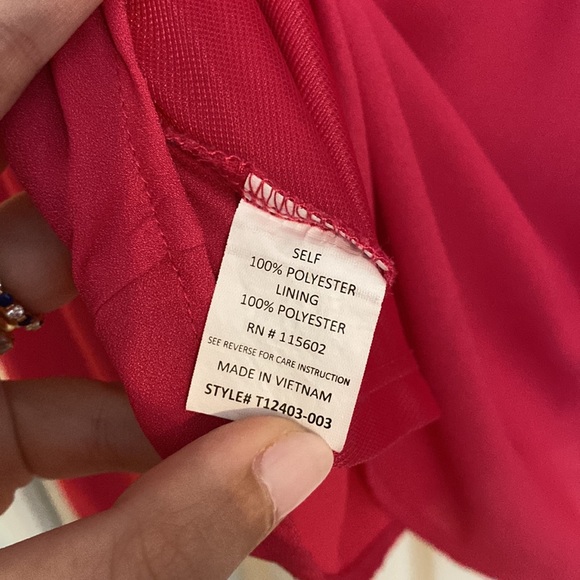 SELF
100% POLYESTER
LINING
100% POLYESTER
RN # 115602
SEE REVERSE FOR CARE INSTRUCTION
MADE IN VIETNAM
STYLE# T12403-003